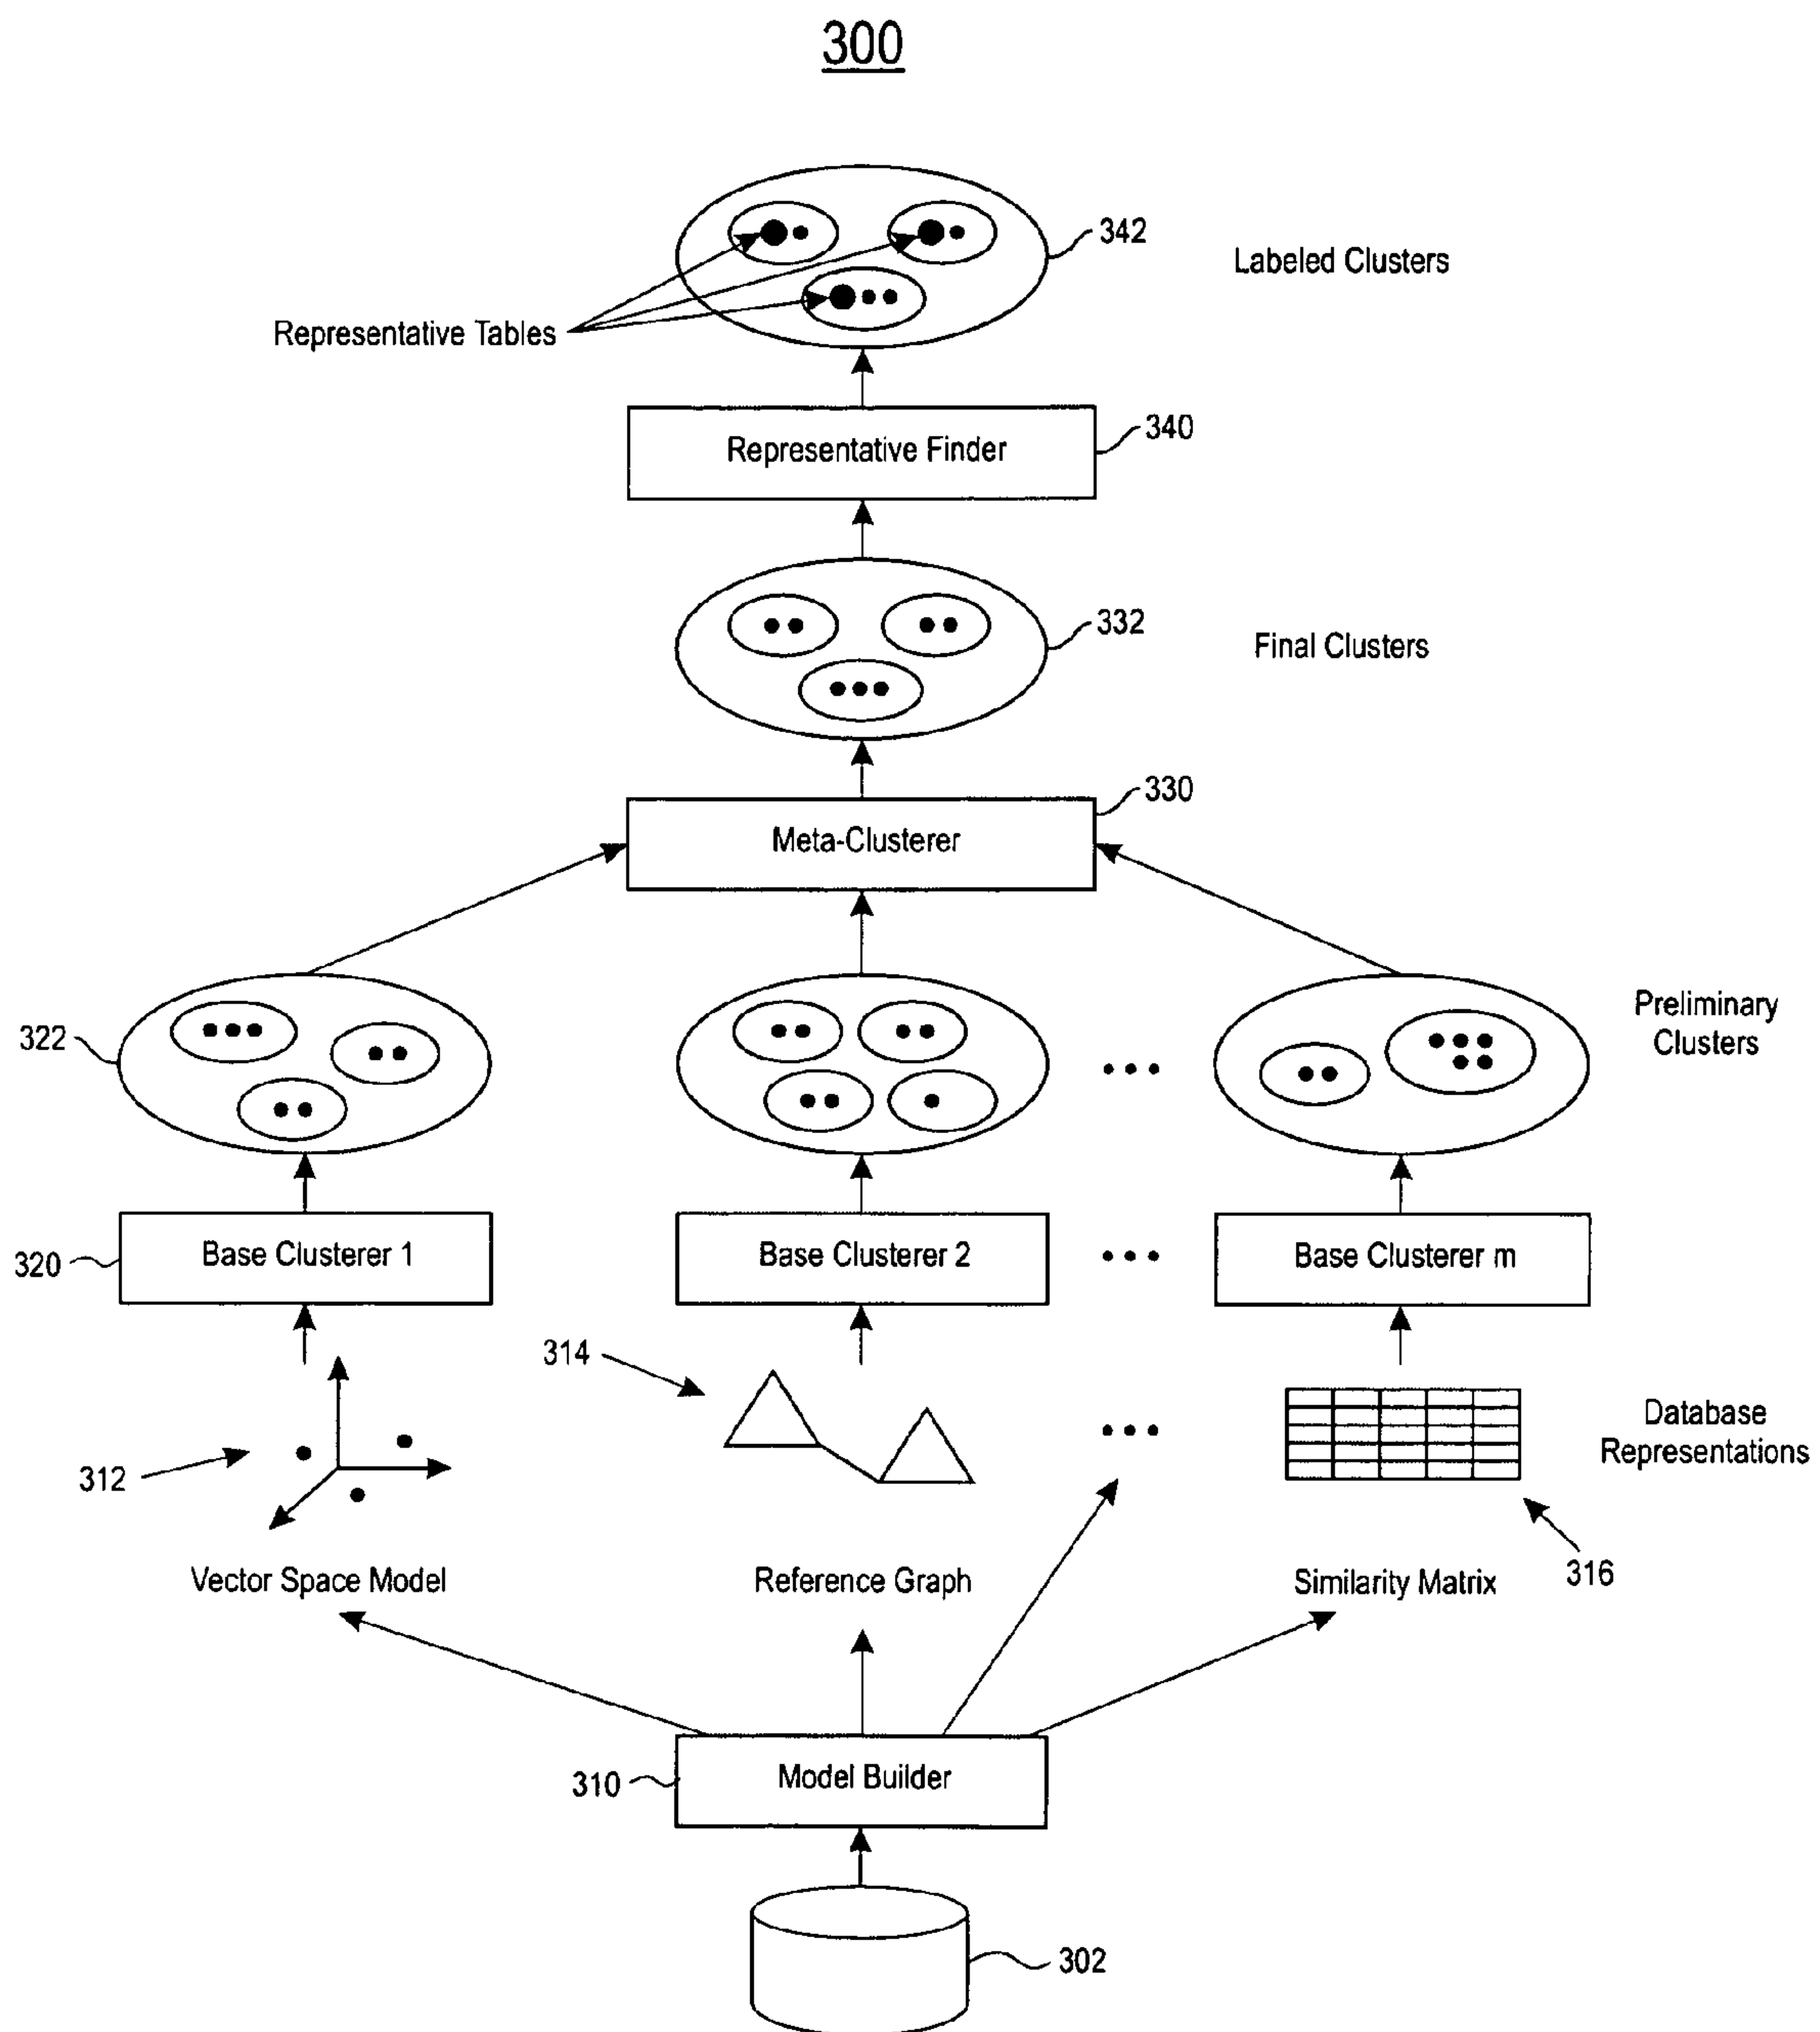 300
342
Labeled Clusters
Representative Tables
340
Representative Finder
332
Final Clusters
330
Meta-Clusterer
322
Preliminary
Clusters
320
Base Clusterer 1
Base Clusterer 2
Base Clusterer m
314
312
Database
Representations
316
Vector Space Model
Reference Graph
Similarity Matrix
310
Model Builder
302